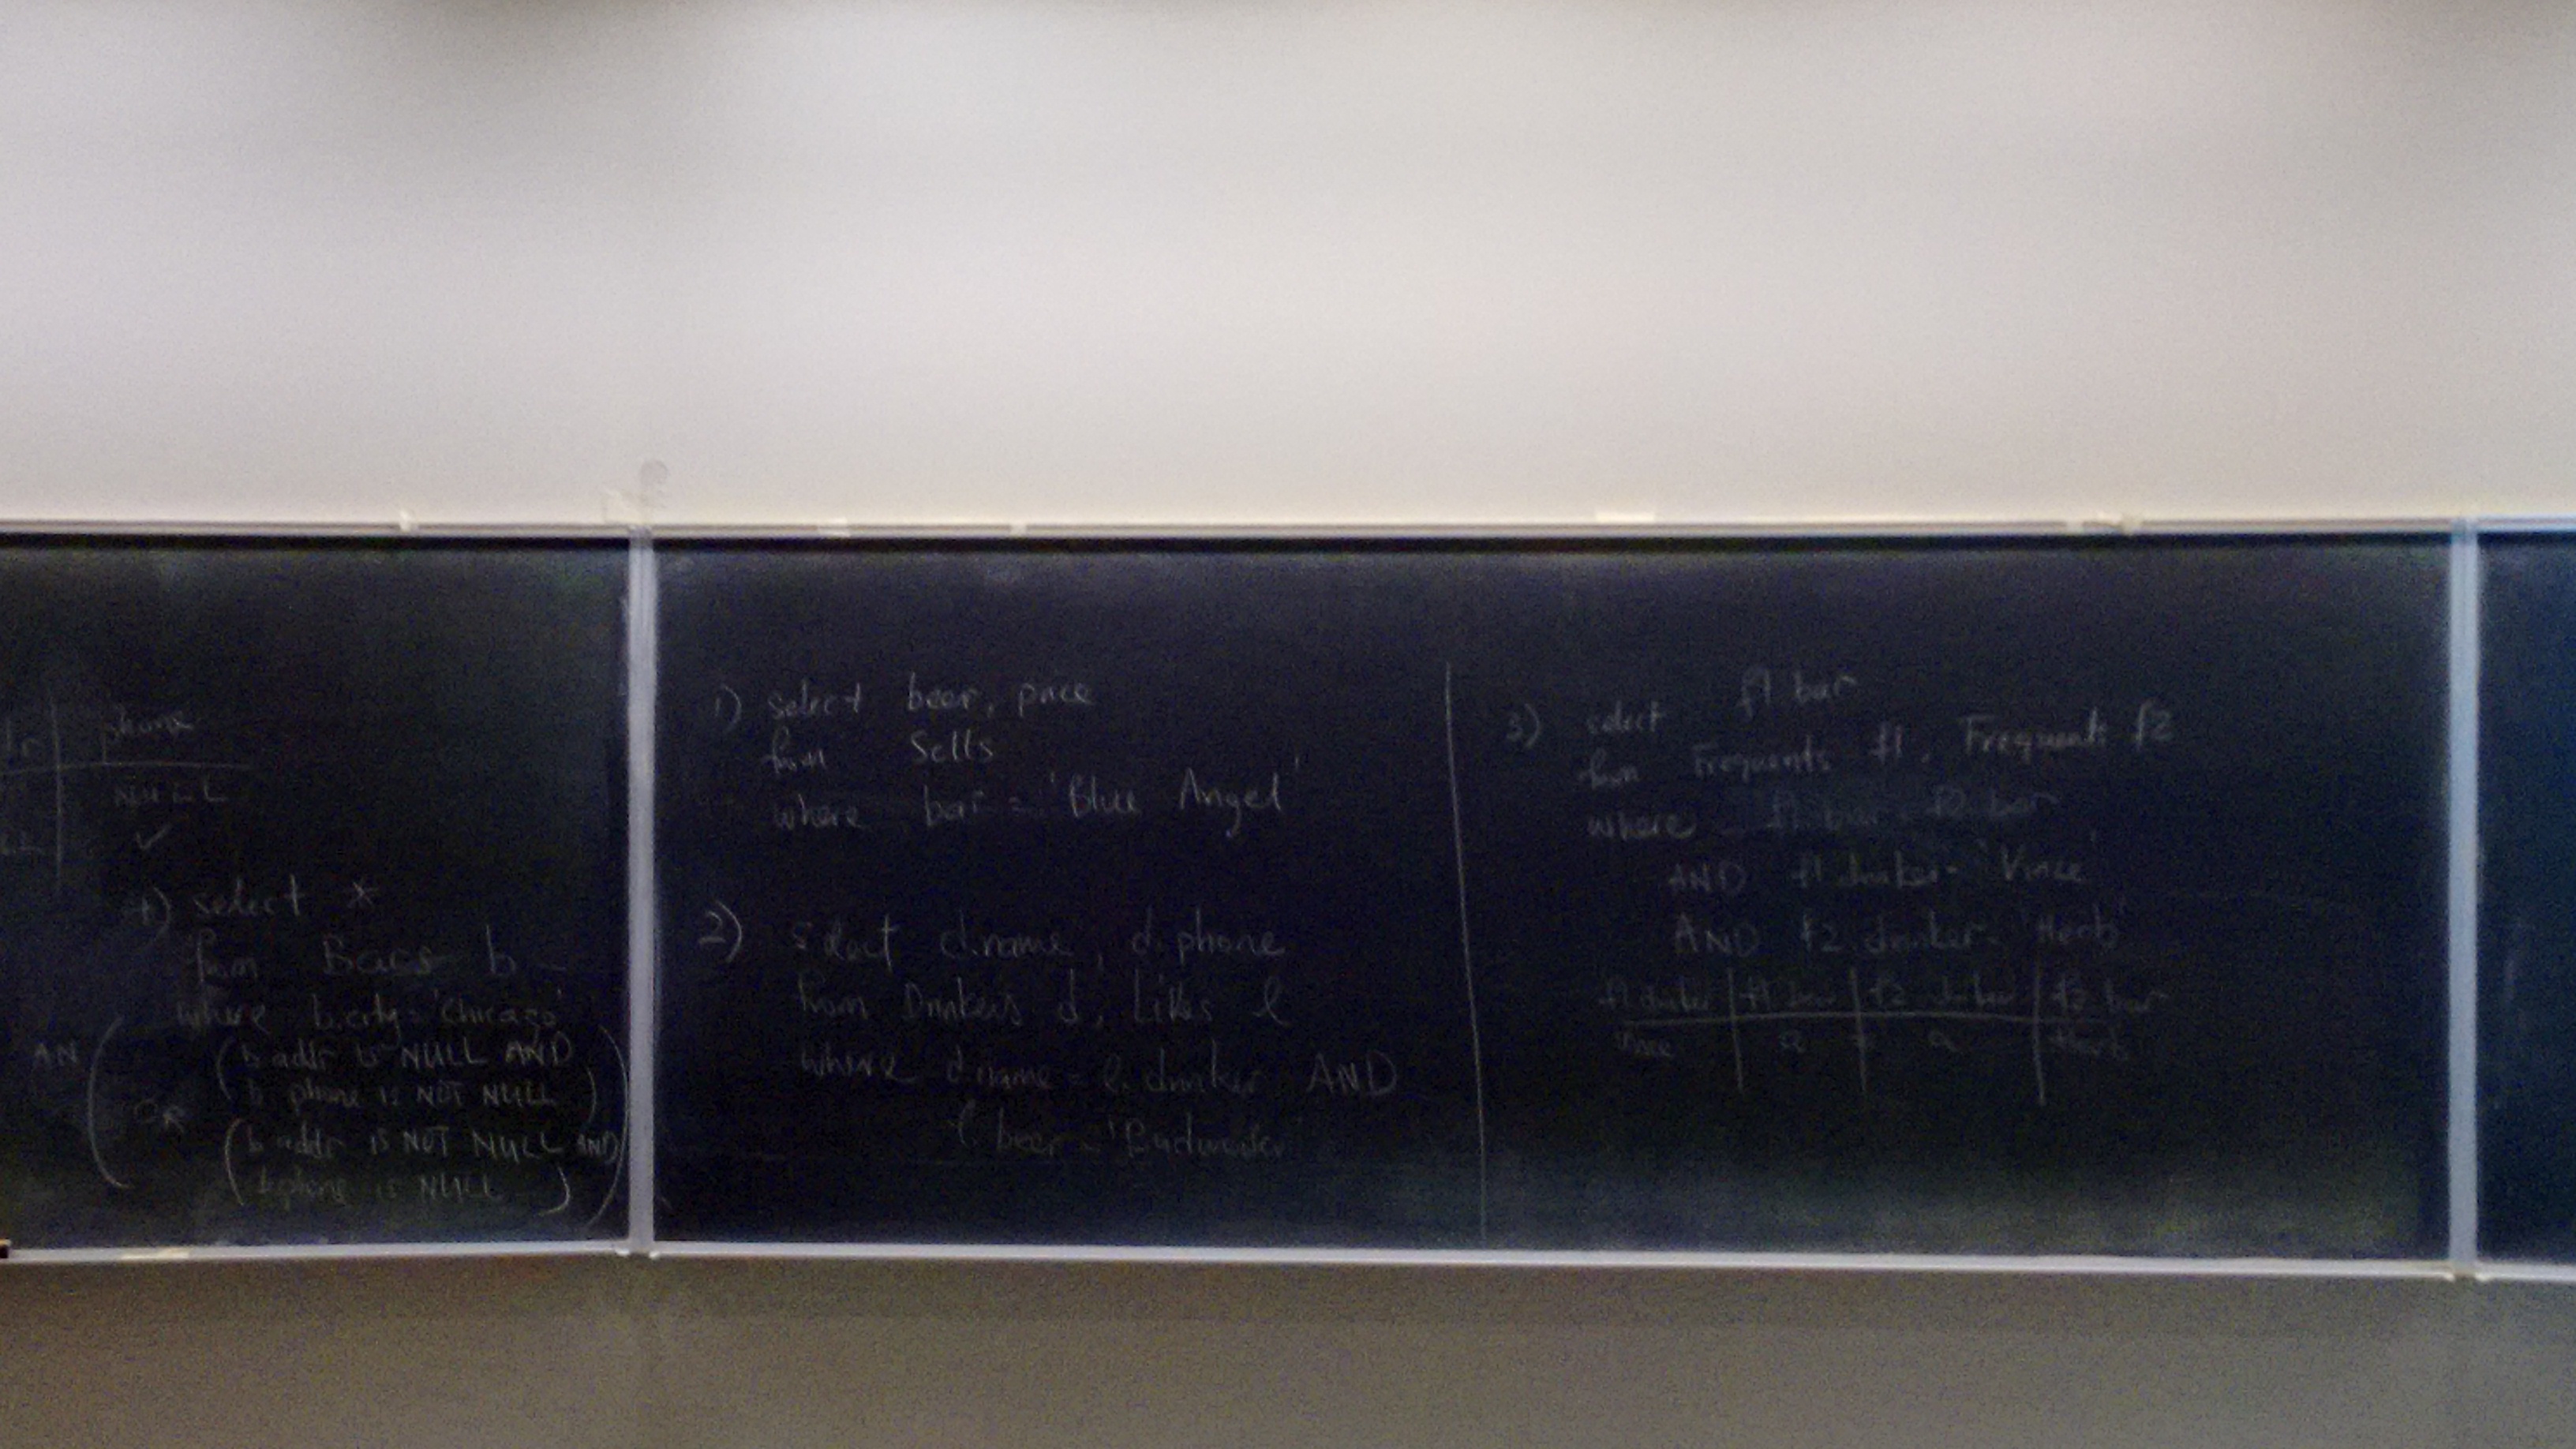 phone
NULL
✓
4) select *
from Bars b
where b.city = 'Chicago'
AN
(b.addr is NULL AND
b.phone is NOT NULL)
OR
(b.addr is NOT NULL AND
b.phone is NULL)
1) select beer, price
from Sells
where bar = 'Blue Angel'
2) select d.name, d.phone
from Drinkers d, Likes l
where d.name = l.drinker AND
l.beer = 'Budweiser'
3) select f1.bar
from Frequents f1, Frequents f2
where f1.bar = f2.bar
AND f1.drinker = 'Vince'
AND f2.drinker = 'Herb'
f1.drinker | f1.bar | f2.drinker | f2.bar
Vince | a | a | Herb